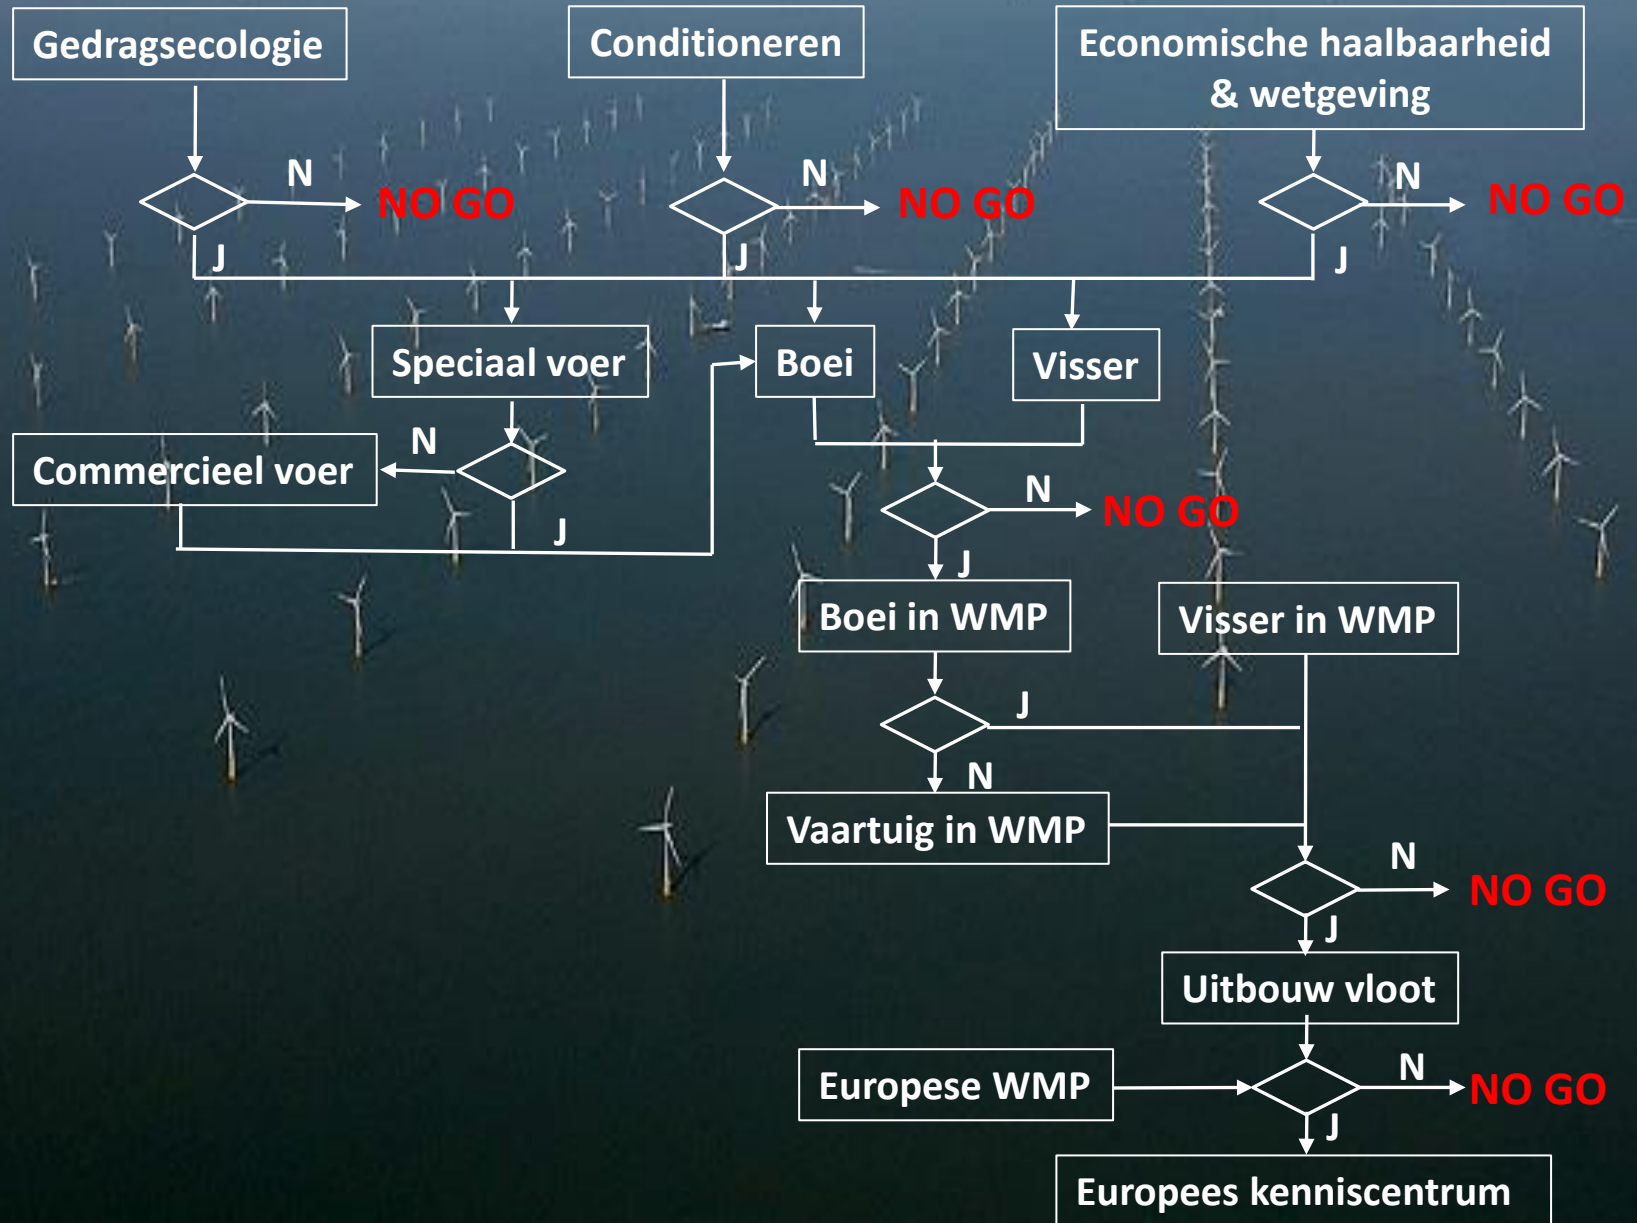 Gedragsecologie
Conditioneren
Economische haalbaarheid
& wetgeving
N
NO GO
N
NO GO
N
NO GO
J
J
J
Speciaal voer
Boei
Visser
N
Commercieel voer
J
N
NO GO
J
Boei in WMP
Visser in WMP
J
N
Vaartuig in WMP
N
NO GO
J
Uitbouw vloot
Europese WMP
N
NO GO
J
Europees kenniscentrum